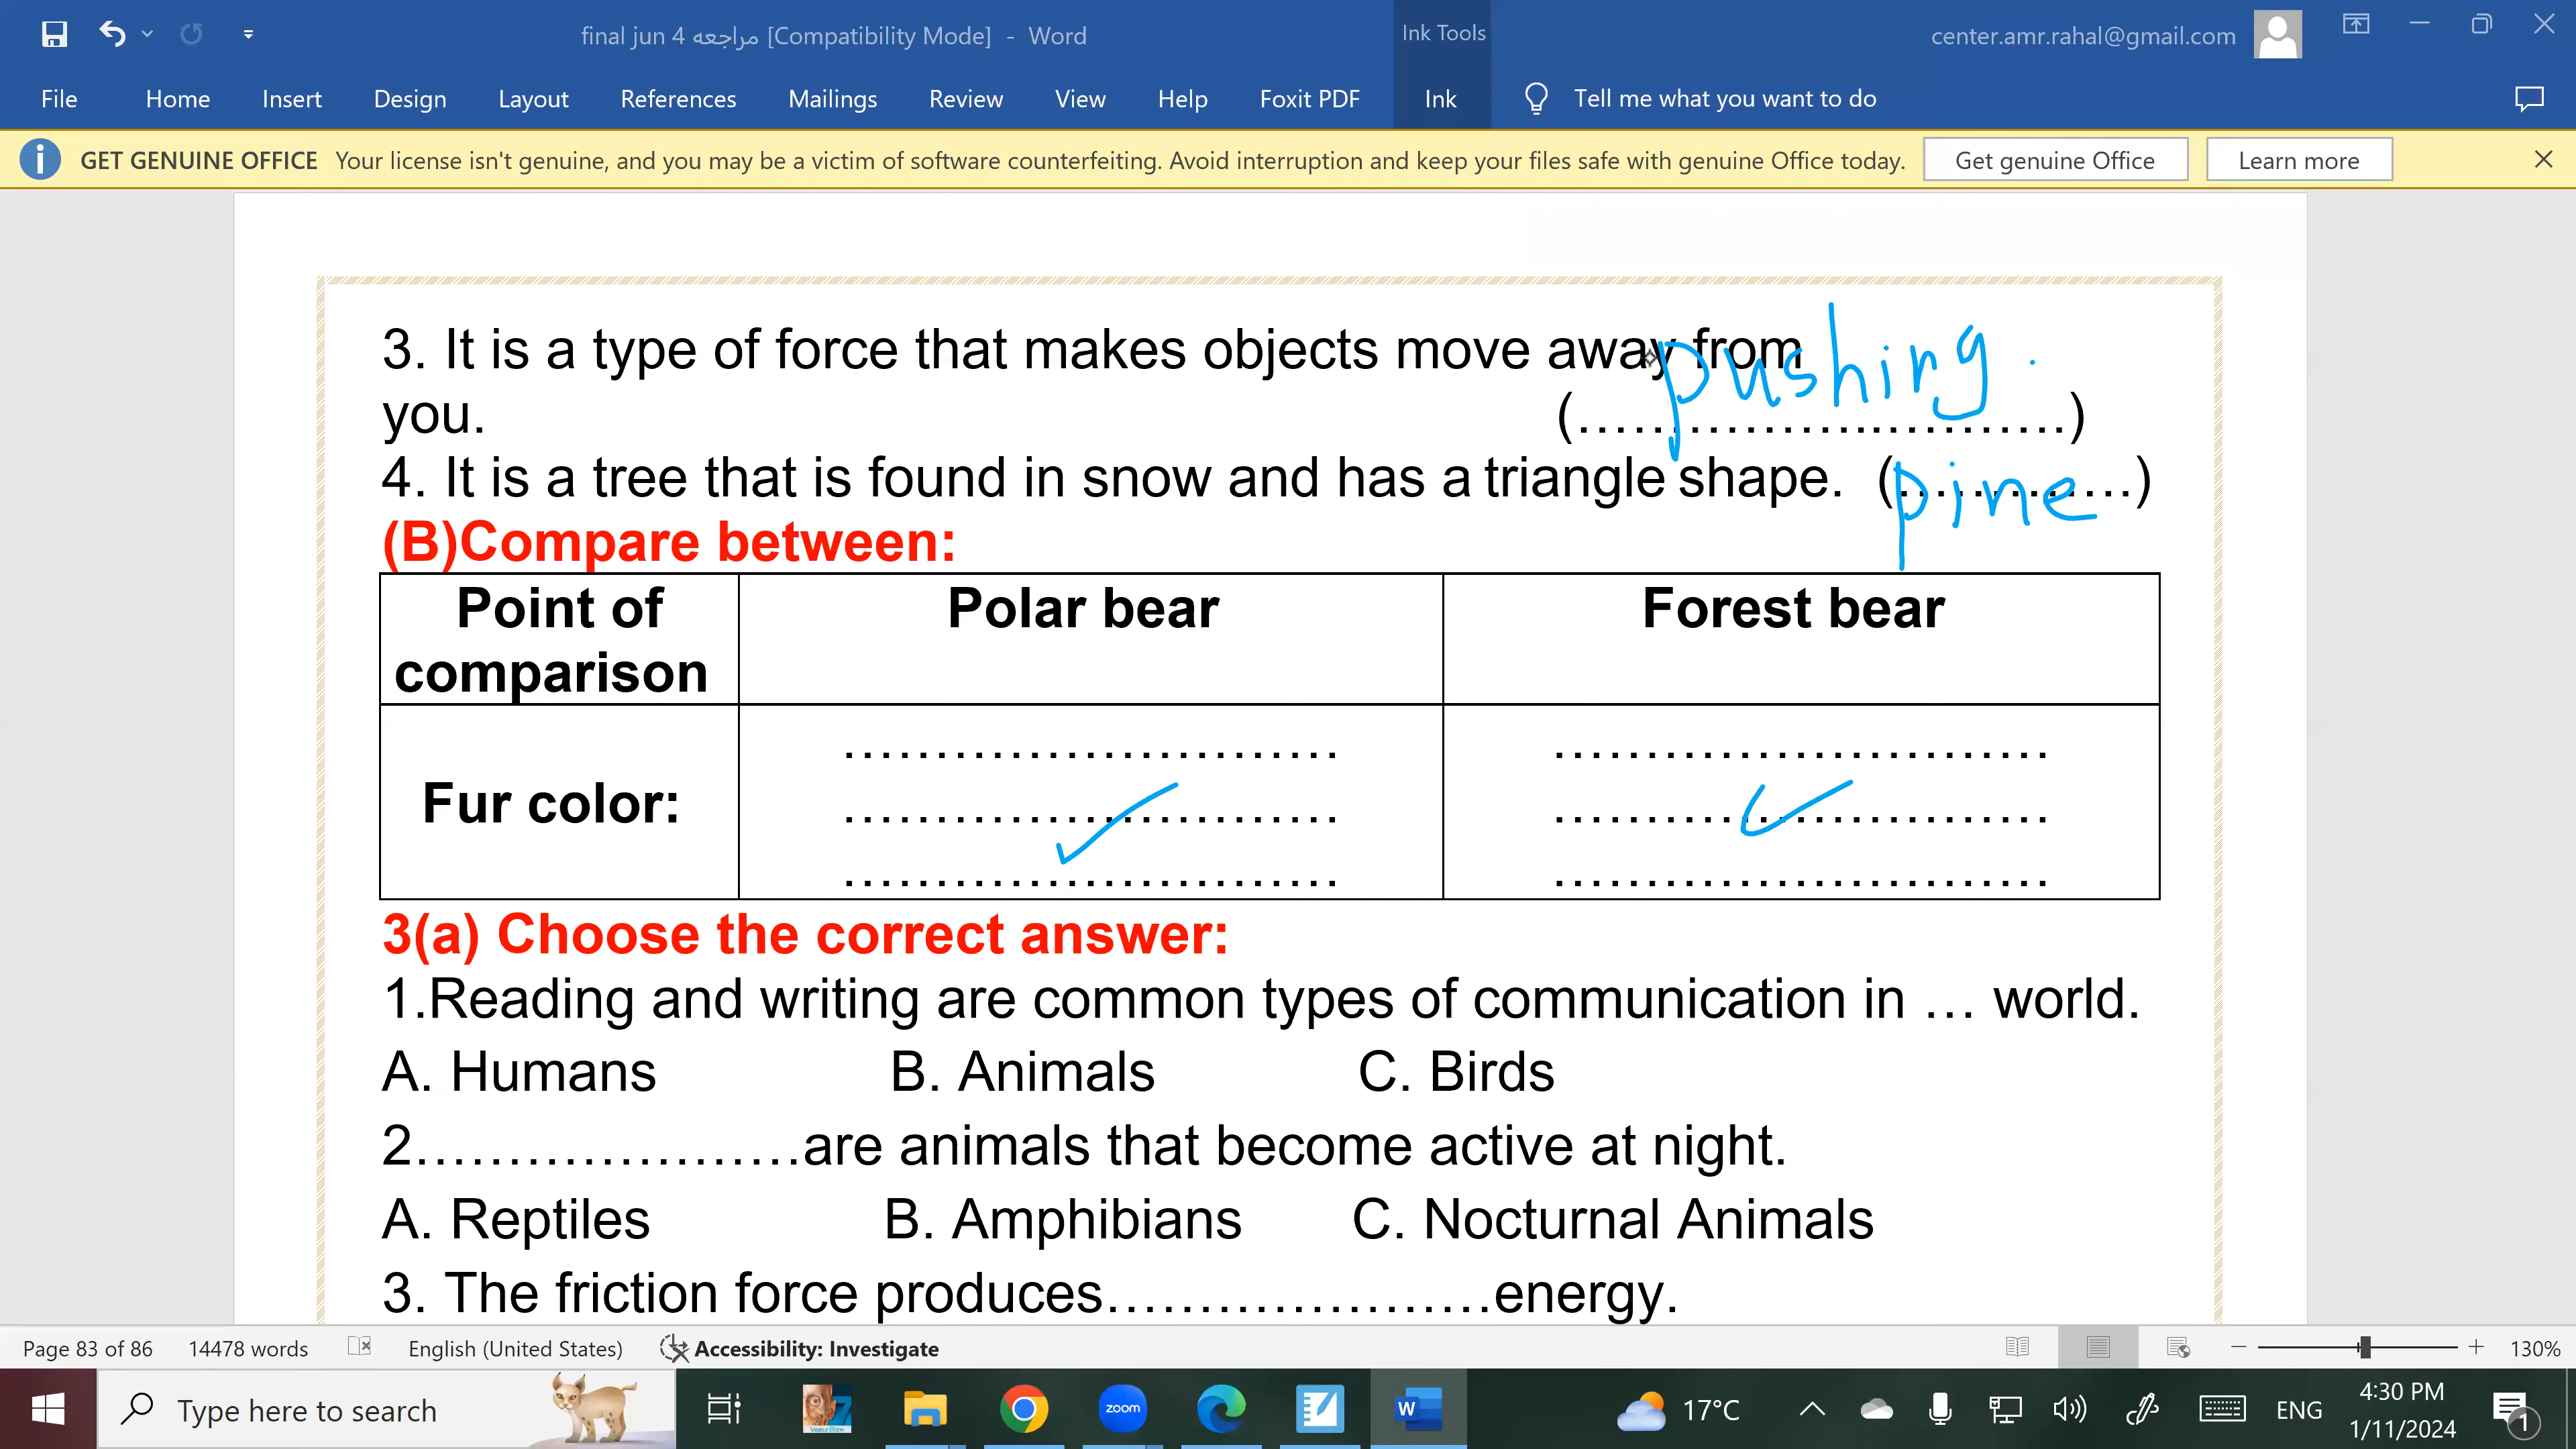 final jun 4 مراجعه [Compatibility Mode] - Word
Ink Tools
center.amr.rahal@gmail.com
File Home Insert Design Layout References Mailings Review View Help Foxit PDF Ink Tell me what you want to do
GET GENUINE OFFICE Your license isn't genuine, and you may be a victim of software counterfeiting. Avoid interruption and keep your files safe with genuine Office today. Get genuine Office Learn more
3. It is a type of force that makes objects move away from
pushing.
you. (..............................)
4. It is a tree that is found in snow and has a triangle shape. (..............)
pine
(B)Compare between:
Point of comparison Polar bear Forest bear
Fur color: ........................... ...........................
........................... ...........................
........................... ...........................
3(a) Choose the correct answer:
1.Reading and writing are common types of communication in … world.
A. Humans B. Animals C. Birds
2.....................are animals that become active at night.
A. Reptiles B. Amphibians C. Nocturnal Animals
3. The friction force produces.....................energy.
Page 83 of 86 14478 words English (United States) Accessibility: Investigate 130%
Type here to search zoom W 17°C ENG 4:30 PM
1/11/2024 1